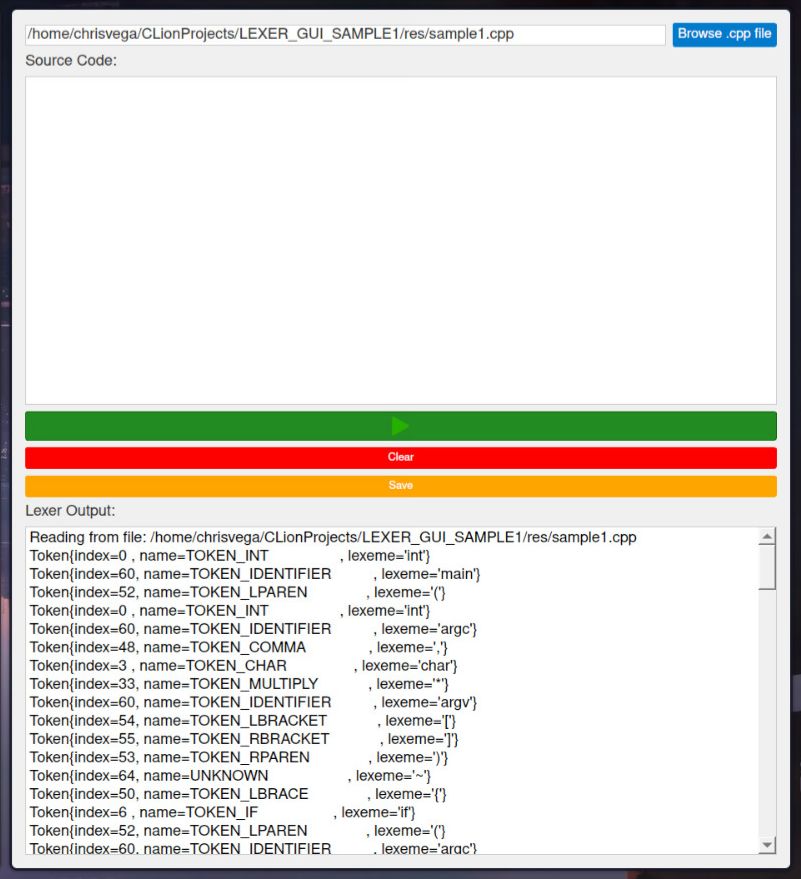 /home/chrisvega/CLionProjects/LEXER_GUI_SAMPLE1/res/sample1.cpp Browse .cpp file
Source Code:
Clear
Save
Lexer Output:
Reading from file: /home/chrisvega/CLionProjects/LEXER_GUI_SAMPLE1/res/sample1.cpp
Token{index=0 , name=TOKEN_INT , lexeme='int'}
Token{index=60, name=TOKEN_IDENTIFIER , lexeme='main'}
Token{index=52, name=TOKEN_LPAREN , lexeme='('}
Token{index=0 , name=TOKEN_INT , lexeme='int'}
Token{index=60, name=TOKEN_IDENTIFIER , lexeme='argc'}
Token{index=48, name=TOKEN_COMMA , lexeme=','}
Token{index=3 , name=TOKEN_CHAR , lexeme='char'}
Token{index=33, name=TOKEN_MULTIPLY , lexeme='*'}
Token{index=60, name=TOKEN_IDENTIFIER , lexeme='argv'}
Token{index=54, name=TOKEN_LBRACKET , lexeme='['}
Token{index=55, name=TOKEN_RBRACKET , lexeme=']'}
Token{index=53, name=TOKEN_RPAREN , lexeme=')'}
Token{index=64, name=UNKNOWN , lexeme='~'}
Token{index=50, name=TOKEN_LBRACE , lexeme='{'}
Token{index=6 , name=TOKEN_IF , lexeme='if'}
Token{index=52, name=TOKEN_LPAREN , lexeme='('}
Token{index=60, name=TOKEN_IDENTIFIER , lexeme='argc'}